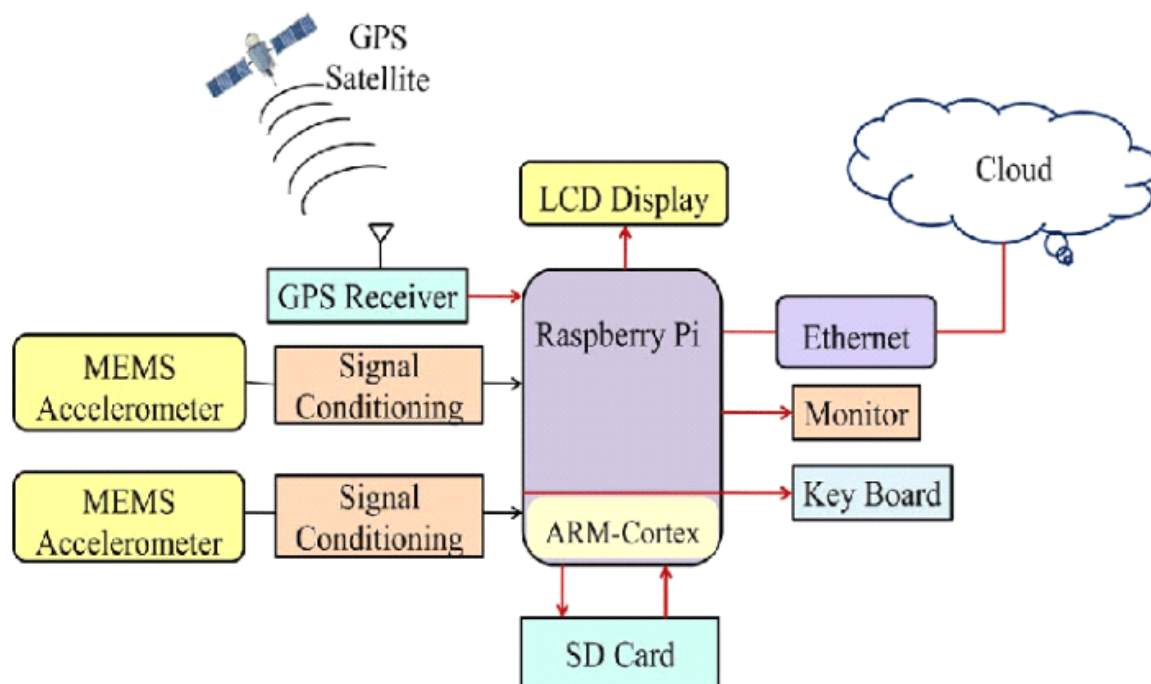 GPS
Satellite
LCD Display
Cloud
GPS Receiver
Raspberry Pi
Ethernet
MEMS
Accelerometer
Signal
Conditioning
Monitor
MEMS
Accelerometer
Signal
Conditioning
Key Board
ARM-Cortex
SD Card